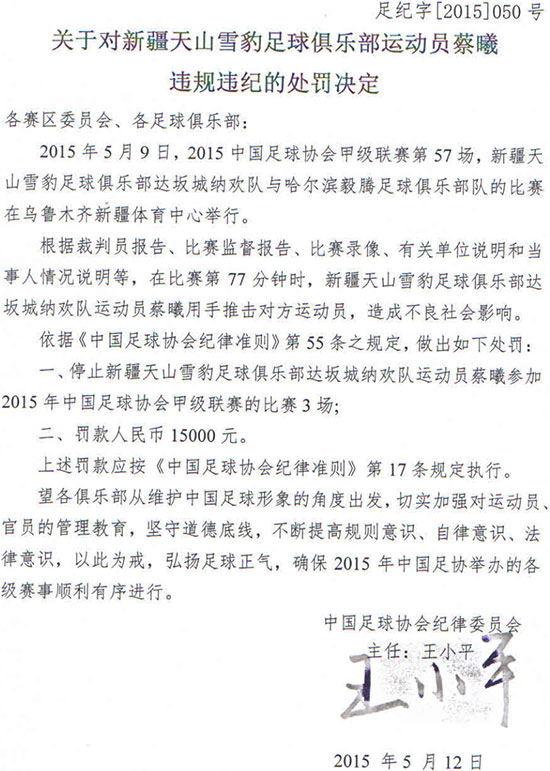 足纪字[2015]050 号
关于对新疆天山雪豹足球俱乐部运动员蔡曦
违规违纪的处罚决定
各赛区委员会、各足球俱乐部：
2015 年 5 月 9 日，2015 中国足球协会甲级联赛第 57 场，新疆天
山雪豹足球俱乐部达坂城纳欢队与哈尔滨毅腾足球俱乐部队的比赛
在乌鲁木齐新疆体育中心举行。
根据裁判员报告、比赛监督报告、比赛录像、有关单位说明和当
事人情况说明等，在比赛第 77 分钟时，新疆天山雪豹足球俱乐部达
坂城纳欢队运动员蔡曦用手推击对方运动员，造成不良社会影响。
依据《中国足球协会纪律准则》第 55 条之规定，做出如下处罚：
一、停止新疆天山雪豹足球俱乐部达坂城纳欢队运动员蔡曦参加
2015 年中国足球协会甲级联赛的比赛 3 场;
二、罚款人民币 15000 元。
上述罚款应按《中国足球协会纪律准则》第 17 条规定执行。
望各俱乐部从维护中国足球形象的角度出发，切实加强对运动员、
官员的管理教育，坚守道德底线，不断提高规则意识、自律意识、法
律意识，以此为戒，弘扬足球正气，确保 2015 年中国足协举办的各
级赛事顺利有序进行。
中国足球协会纪律委员会
主任：王小平
王小平
2015 年 5 月 12 日